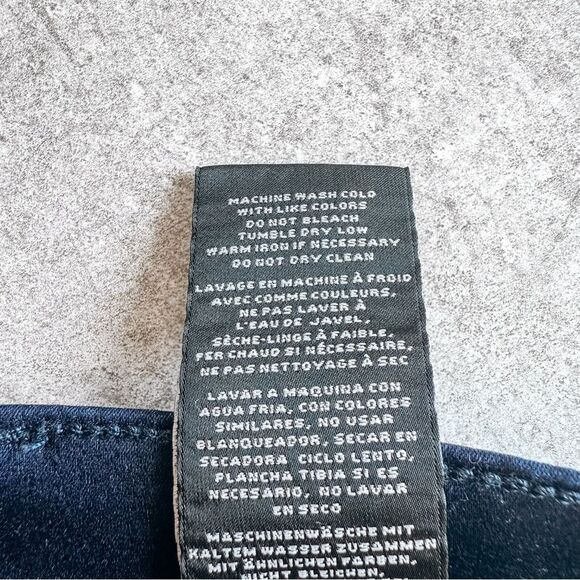 MACHINE WASH COLD
WITH LIKE COLORS
DO NOT BLEACH
TUMBLE DRY LOW
WARM IRON IF NECESSARY
DO NOT DRY CLEAN
LAVAGE EN MACHINE À FROID
AVEC COMME COULEURS,
NE PAS LAVER À
L'EAU DE JAVEL,
SÈCHE-LINGE À FAIBLE,
FER CHAUD SI NÉCESSAIRE,
NE PAS NETTOYAGE À SEC
LAVAR A MAQUINA CON
AGUA FRIA, CON COLORES
SIMILARES, NO USAR
BLANQUEADOR, SECAR EN
SECADORA CICLO LENTO,
PLANCHA TIBIA SI ES
NECESARIO, NO LAVAR
EN SECO
MASCHINENWÄSCHE MIT
KALTEM WASSER ZUSAMMEN
MIT ÄHNLICHEN FARBEN,
NICHT BLEICHEN,